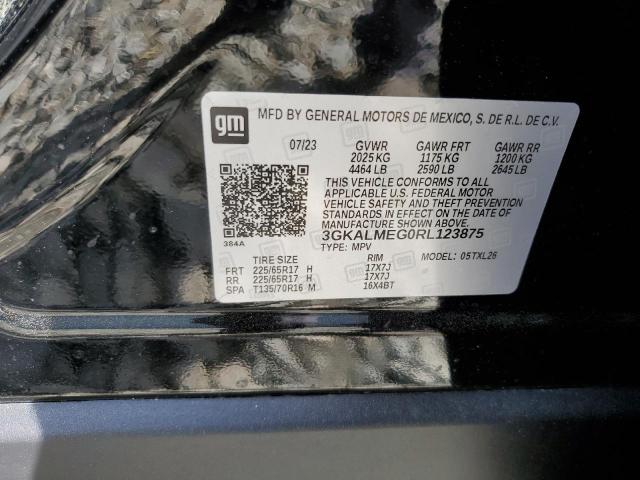 gm
MFD BY GENERAL MOTORS DE MEXICO, S. DE R.L. DE C.V.
07/23 GVWR GAWR FRT GAWR RR
2025 KG 1175 KG 1200 KG
4464 LB 2590 LB 2645 LB
THIS VEHICLE CONFORMS TO ALL
APPLICABLE U.S. FEDERAL MOTOR
VEHICLE SAFETY AND THEFT PREVENTION
STANDARDS IN EFFECT ON THE DATE OF
MANUFACTURE SHOWN ABOVE.
384A
3GKALMEG0RL123875
TYPE: MPV MODEL: 05TXL26
TIRE SIZE RIM
FRT 225/65R17 H 17X7J
RR 225/65R17 H 17X7J
SPA T135/70R16 M 16X4BT